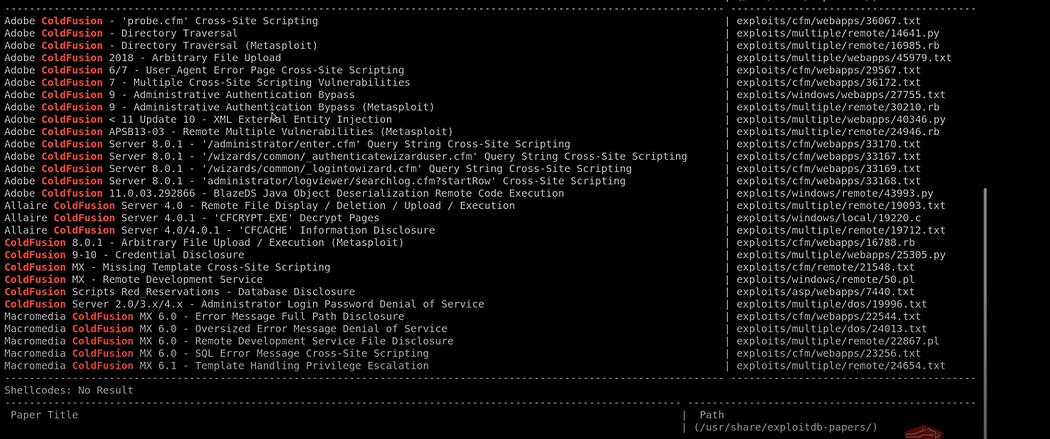 Adobe ColdFusion - 'probe.cfm' Cross-Site Scripting | exploits/cfm/webapps/36067.txt
Adobe ColdFusion - Directory Traversal | exploits/multiple/remote/14641.py
Adobe ColdFusion - Directory Traversal (Metasploit) | exploits/multiple/remote/16985.rb
Adobe ColdFusion 2018 - Arbitrary File Upload | exploits/multiple/webapps/45979.txt
Adobe ColdFusion 6/7 - User_Agent Error Page Cross-Site Scripting | exploits/cfm/webapps/29567.txt
Adobe ColdFusion 7 - Multiple Cross-Site Scripting Vulnerabilities | exploits/cfm/webapps/36172.txt
Adobe ColdFusion 9 - Administrative Authentication Bypass | exploits/windows/webapps/27755.txt
Adobe ColdFusion 9 - Administrative Authentication Bypass (Metasploit) | exploits/multiple/remote/30210.rb
Adobe ColdFusion < 11 Update 10 - XML External Entity Injection | exploits/multiple/webapps/40346.py
Adobe ColdFusion APSB13-03 - Remote Multiple Vulnerabilities (Metasploit) | exploits/multiple/remote/24946.rb
Adobe ColdFusion Server 8.0.1 - '/administrator/enter.cfm' Query String Cross-Site Scripting | exploits/cfm/webapps/33170.txt
Adobe ColdFusion Server 8.0.1 - '/wizards/common/_authenticatewizarduser.cfm' Query String Cross-Site Scripting | exploits/cfm/webapps/33167.txt
Adobe ColdFusion Server 8.0.1 - '/wizards/common/_logintowizard.cfm' Query String Cross-Site Scripting | exploits/cfm/webapps/33169.txt
Adobe ColdFusion Server 8.0.1 - 'administrator/logviewer/searchlog.cfm?startRow' Cross-Site Scripting | exploits/cfm/webapps/33168.txt
Adobe ColdFusion 11.0.03.292866 - BlazeDS Java Object Deserialization Remote Code Execution | exploits/windows/remote/43993.py
Allaire ColdFusion Server 4.0 - Remote File Display / Deletion / Upload / Execution | exploits/multiple/remote/19093.txt
Allaire ColdFusion Server 4.0.1 - 'CFCRYPT.EXE' Decrypt Pages | exploits/windows/local/19220.c
Allaire ColdFusion Server 4.0/4.0.1 - 'CFCACHE' Information Disclosure | exploits/multiple/remote/19712.txt
ColdFusion 8.0.1 - Arbitrary File Upload / Execution (Metasploit) | exploits/cfm/webapps/16788.rb
ColdFusion 9-10 - Credential Disclosure | exploits/multiple/webapps/25305.py
ColdFusion MX - Missing Template Cross-Site Scripting | exploits/cfm/remote/21548.txt
ColdFusion MX - Remote Development Service | exploits/windows/remote/50.pl
ColdFusion Scripts Red_Reservations - Database Disclosure | exploits/asp/webapps/7440.txt
ColdFusion Server 2.0/3.x/4.x - Administrator Login Password Denial of Service | exploits/multiple/dos/19996.txt
Macromedia ColdFusion MX 6.0 - Error Message Full Path Disclosure | exploits/cfm/webapps/22544.txt
Macromedia ColdFusion MX 6.0 - Oversized Error Message Denial of Service | exploits/multiple/dos/24013.txt
Macromedia ColdFusion MX 6.0 - Remote Development Service File Disclosure | exploits/multiple/remote/22867.pl
Macromedia ColdFusion MX 6.0 - SQL Error Message Cross-Site Scripting | exploits/cfm/webapps/23256.txt
Macromedia ColdFusion MX 6.1 - Template Handling Privilege Escalation | exploits/multiple/remote/24654.txt
Shellcodes: No Result
Paper Title | Path
| (/usr/share/exploitdb-papers/)